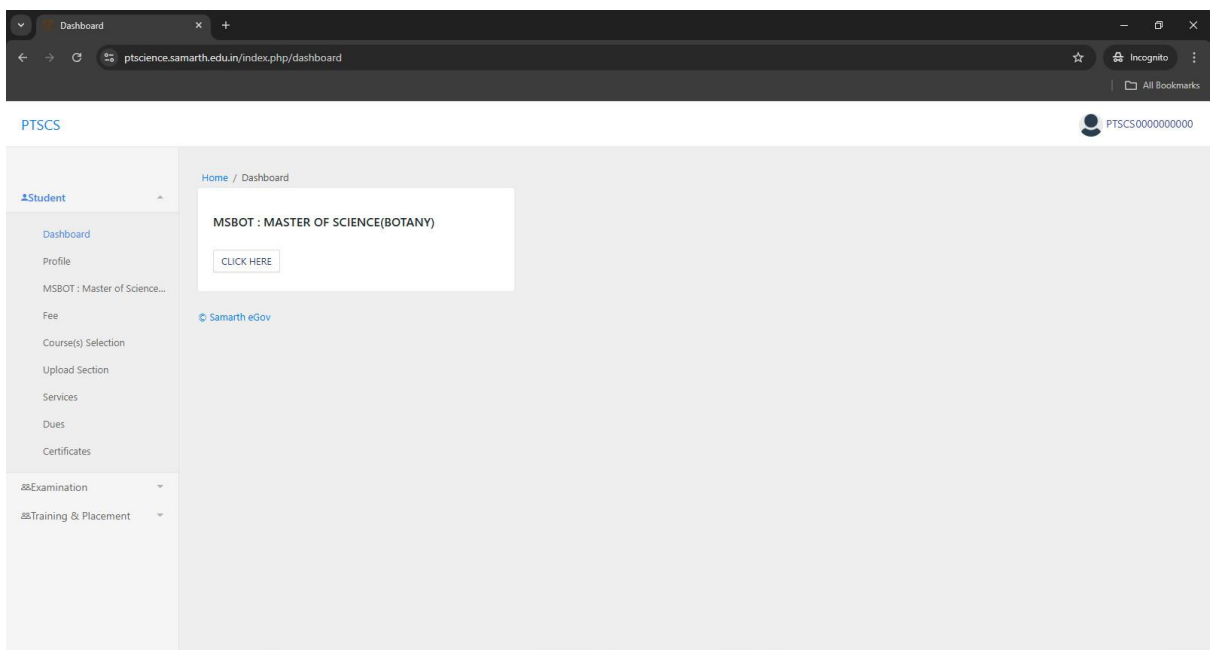 Dashboard
ptscience.samarth.edu.in/index.php/dashboard
Incognito
All Bookmarks
PTSCS
PTSCS0000000000
Student
Dashboard
Profile
MSBOT : Master of Science...
Fee
Course(s) Selection
Upload Section
Services
Dues
Certificates
Examination
Training & Placement
Home / Dashboard
MSBOT : MASTER OF SCIENCE(BOTANY)
CLICK HERE
© Samarth eGov